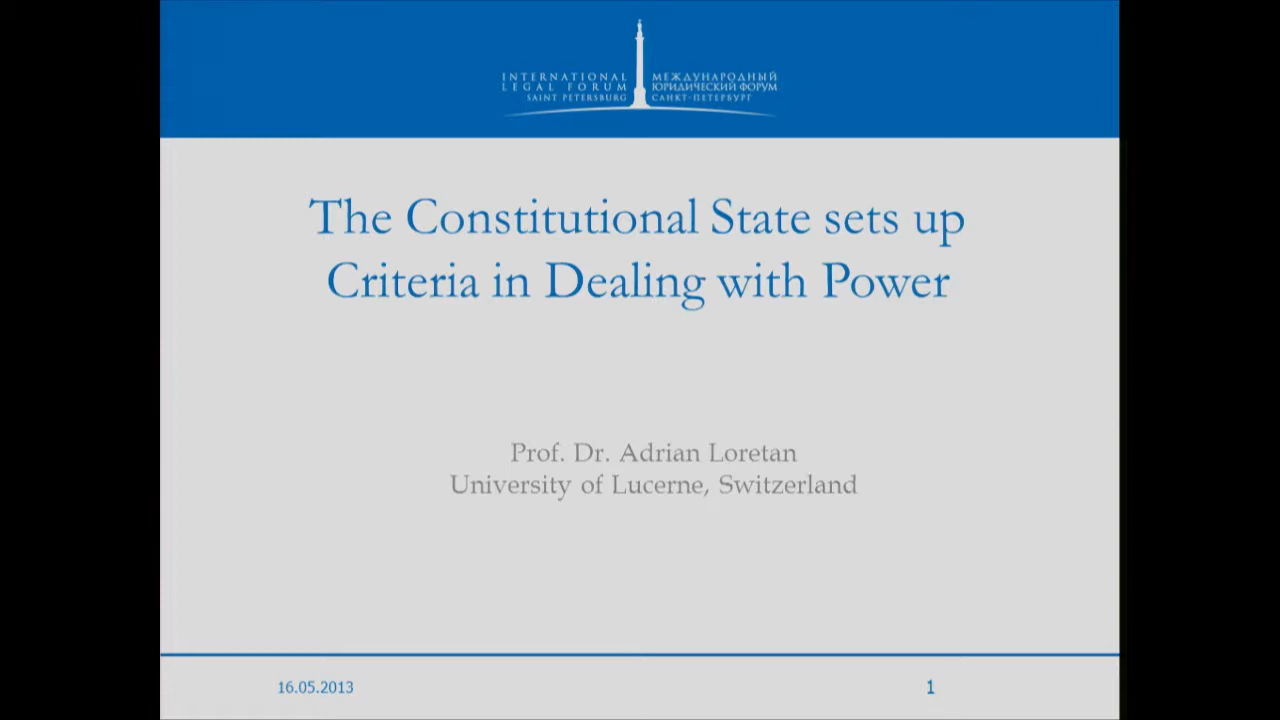 INTERNATIONAL
LEGAL FORUM
SAINT PETERSBURG
МЕЖДУНАРОДНЫЙ
ЮРИДИЧЕСКИЙ ФОРУМ
САНКТ-ПЕТЕРБУРГ
The Constitutional State sets up
Criteria in Dealing with Power
Prof. Dr. Adrian Loretan
University of Lucerne, Switzerland
16.05.2013
1